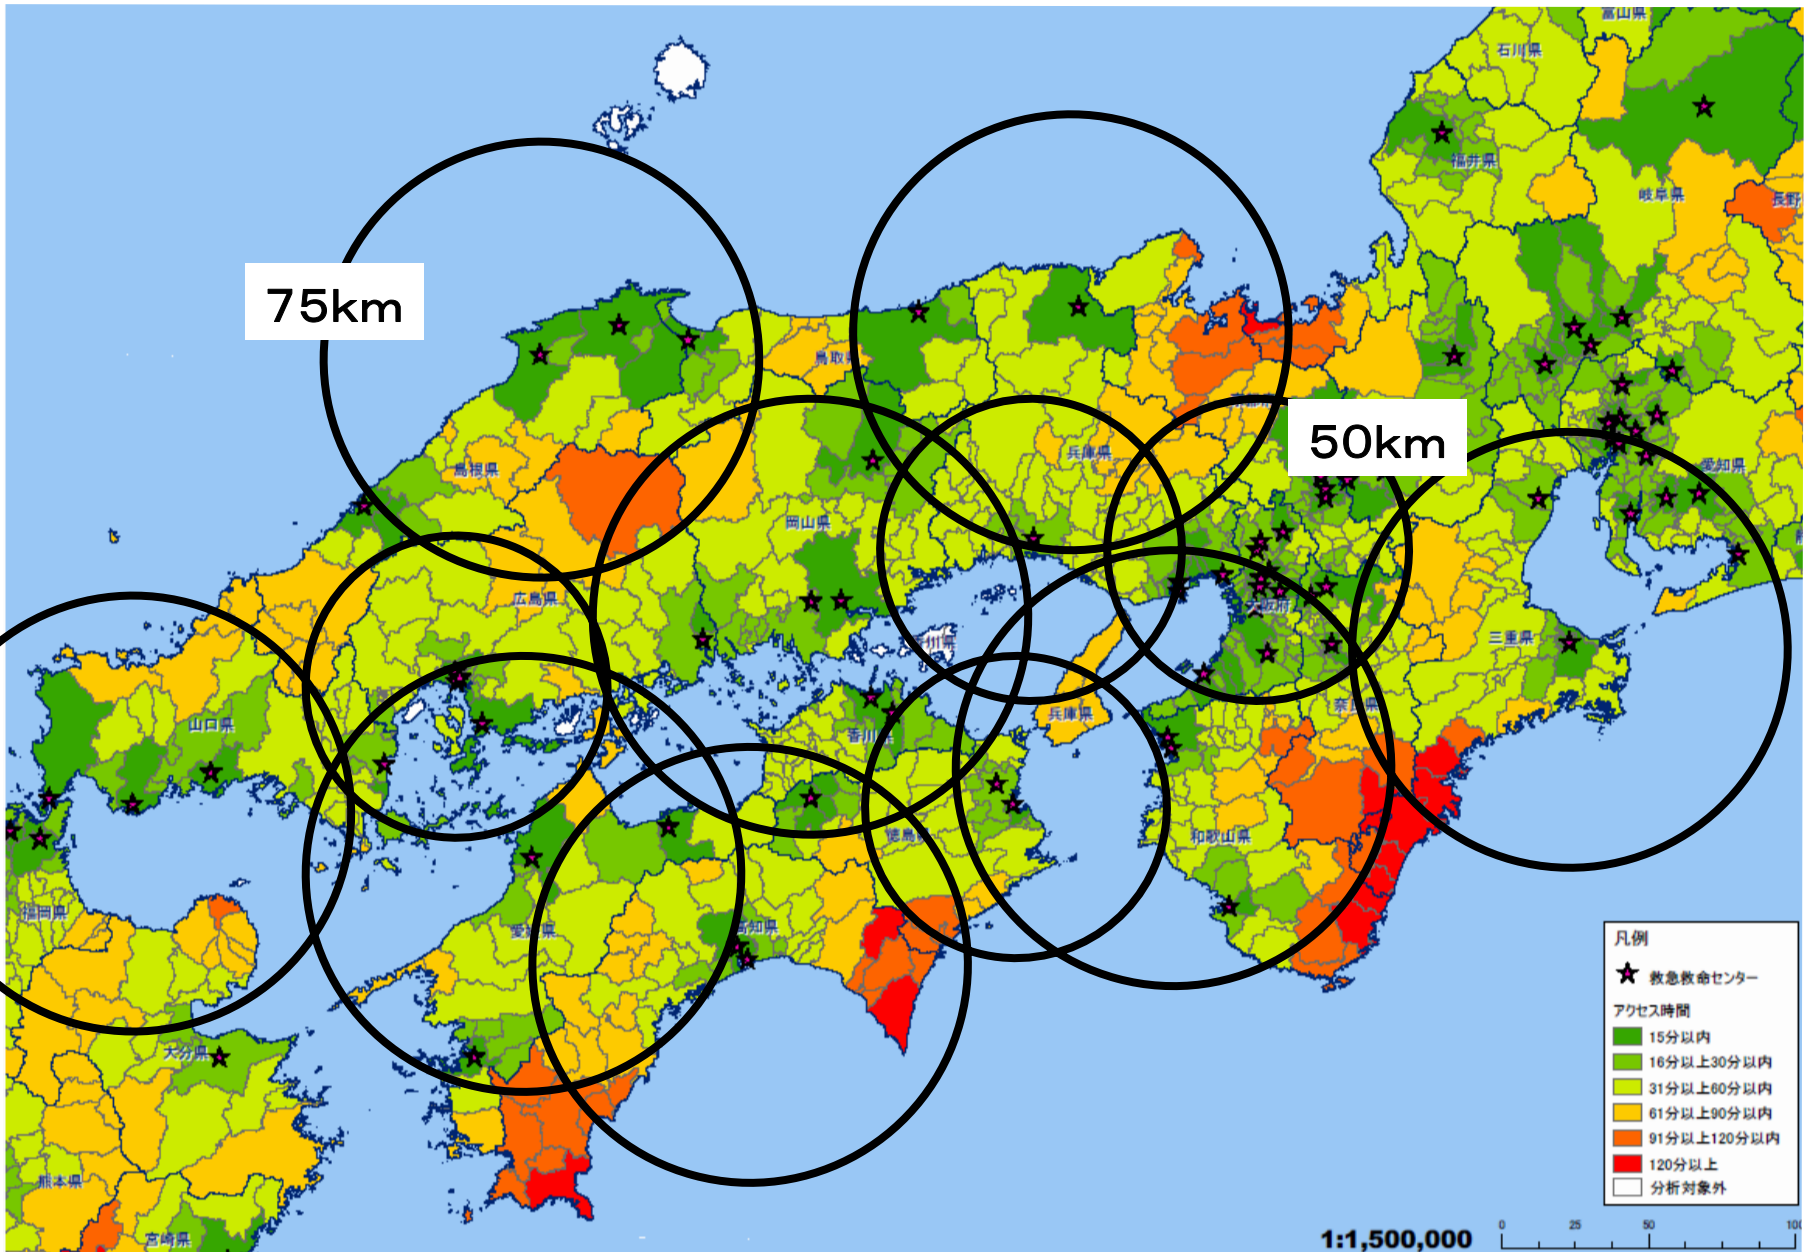 富山県
石川県
福井県
岐阜県
長野
75km
鳥取県
50km
兵庫県
愛知県
島根県
岡山県
広島県
大阪府
香川県
三重県
奈良県
兵庫県
山口県
香川県
徳島県
和歌山県
福岡県
愛媛県
高知県
大分県
熊本県
宮崎県
凡例
救急救命センター
アクセス時間
15分以内
16分以上30分以内
31分以上60分以内
61分以上90分以内
91分以上120分以内
120分以上
分析対象外
1:1,500,000
0 25 50 100